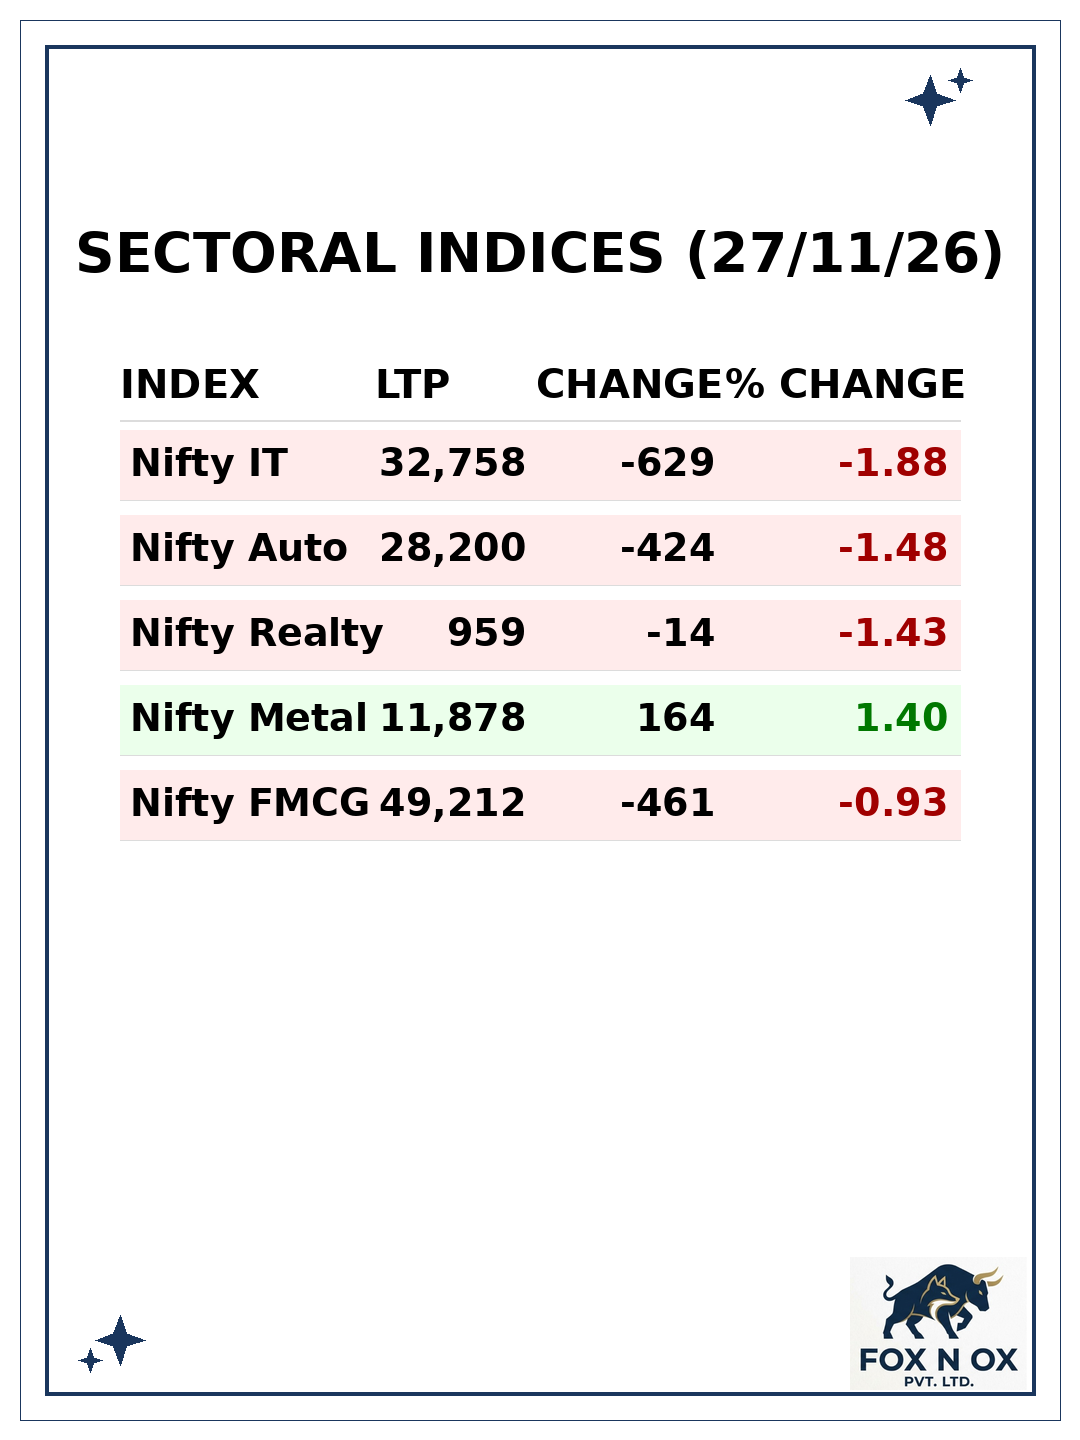 SECTORAL INDICES (27/11/26)
INDEX LTP CHANGE % CHANGE
Nifty IT 32,758 -629 -1.88
Nifty Auto 28,200 -424 -1.48
Nifty Realty 959 -14 -1.43
Nifty Metal 11,878 164 1.40
Nifty FMCG 49,212 -461 -0.93
FOX N OX
PVT. LTD.